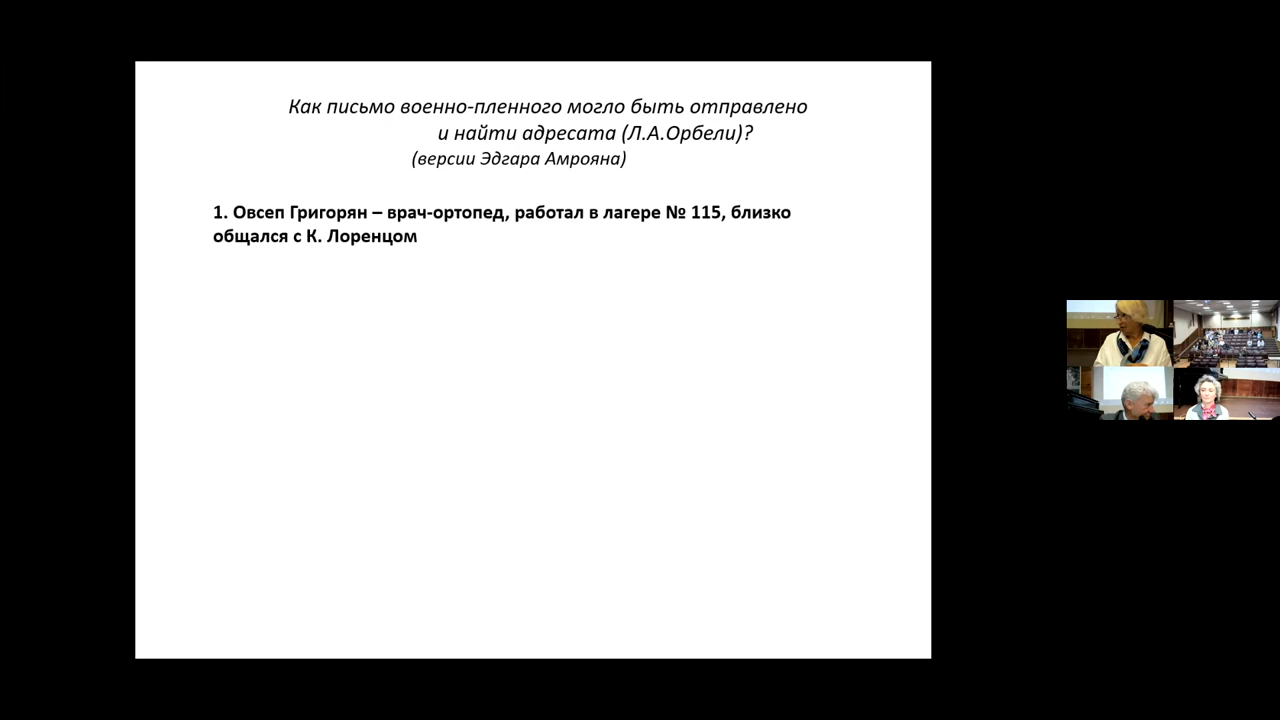 Как письмо военно-пленного могло быть отправлено
и найти адресата (Л.А.Орбели)?
(версии Эдгара Амрояна)
1. Овсеп Григорян – врач-ортопед, работал в лагере № 115, близко
общался с К. Лоренцом